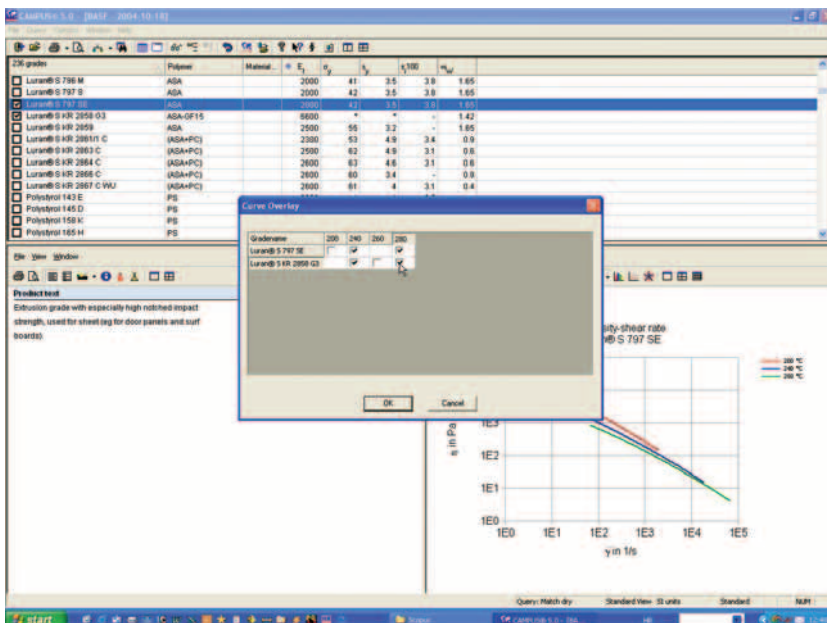 CAMPUS® 5.0 - [BASF 2004-10-18]
236 grades Polymer Material...
Luran® S 796 M ASA 2000 41 3.5 3.8 1.65
Luran® S 797 S ASA 2000 42 3.5 3.8 1.65
Luran® S 797 SE ASA 2000 42 3.5 3.8 1.65
Luran® S KR 2858 G3 ASA-GF15 6600 * * - 1.42
Luran® S KR 2859 ASA 2500 56 3.2 - 1.65
Luran® S KR 2861/1 C (ASA+PC) 2300 53 4.9 3.4 0.9
Luran® S KR 2863 C (ASA+PC) 2500 62 4.9 3.1 0.8
Luran® S KR 2864 C (ASA+PC) 2600 63 4.6 3.1 0.8
Luran® S KR 2866 C (ASA+PC) 2600 60 3.4 - 0.8
Luran® S KR 2867 C WU (ASA+PC) 2600 61 4 3.1 0.4
Polystyrol 143 E PS
Polystyrol 145 D PS
Polystyrol 158 K PS
Polystyrol 165 H PS
Curve Overlay
Gradename 200 240 260 280
Luran® S 797 SE
Luran® S KR 2858 G3
OK Cancel
File View Window
Product text
Extrusion grade with especially high notched impact
strength, used for sheet (eg for door panels and surf
boards).
sity-shear rate
n® S 797 SE
200 °C
240 °C
280 °C
1E3
1E2
1E1
1E0
1E0 1E1 1E2 1E3 1E4 1E5
γ in 1/s
in Pa
Query: Match dry Standard View SI units Standard NUM
start